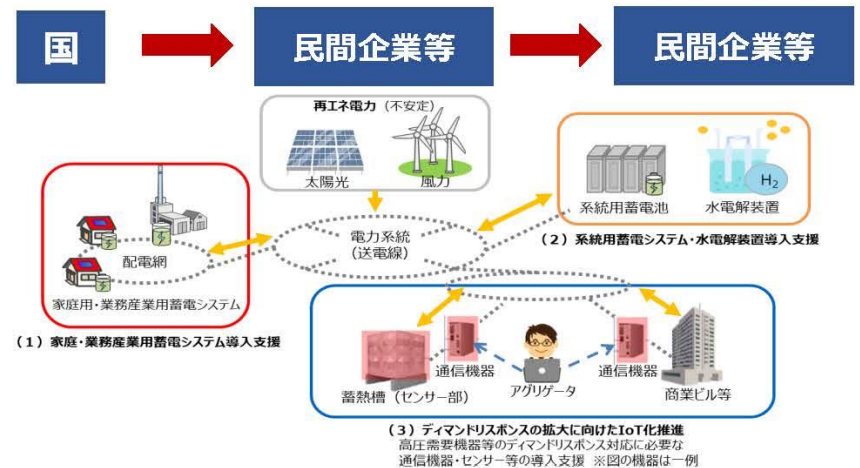 国
民間企業等
民間企業等
再エネ電力（不安定）
太陽光
風力
系統用蓄電池
H2
水電解装置
（2）系統用蓄電システム・水電解装置導入支援
電力系統
（送電線）
配電網
家庭用・業務産業用蓄電システム
（1）家庭・業務産業用蓄電システム導入支援
通信機器
通信機器
蓄熱槽（センサー部）
アグリゲータ
商業ビル等
（3）ディマンドリスポンスの拡大に向けたIoT化推進
高圧需要機器等のディマンドリスポンス対応に必要な
通信機器・センサー等の導入支援 ※図の機器は一例